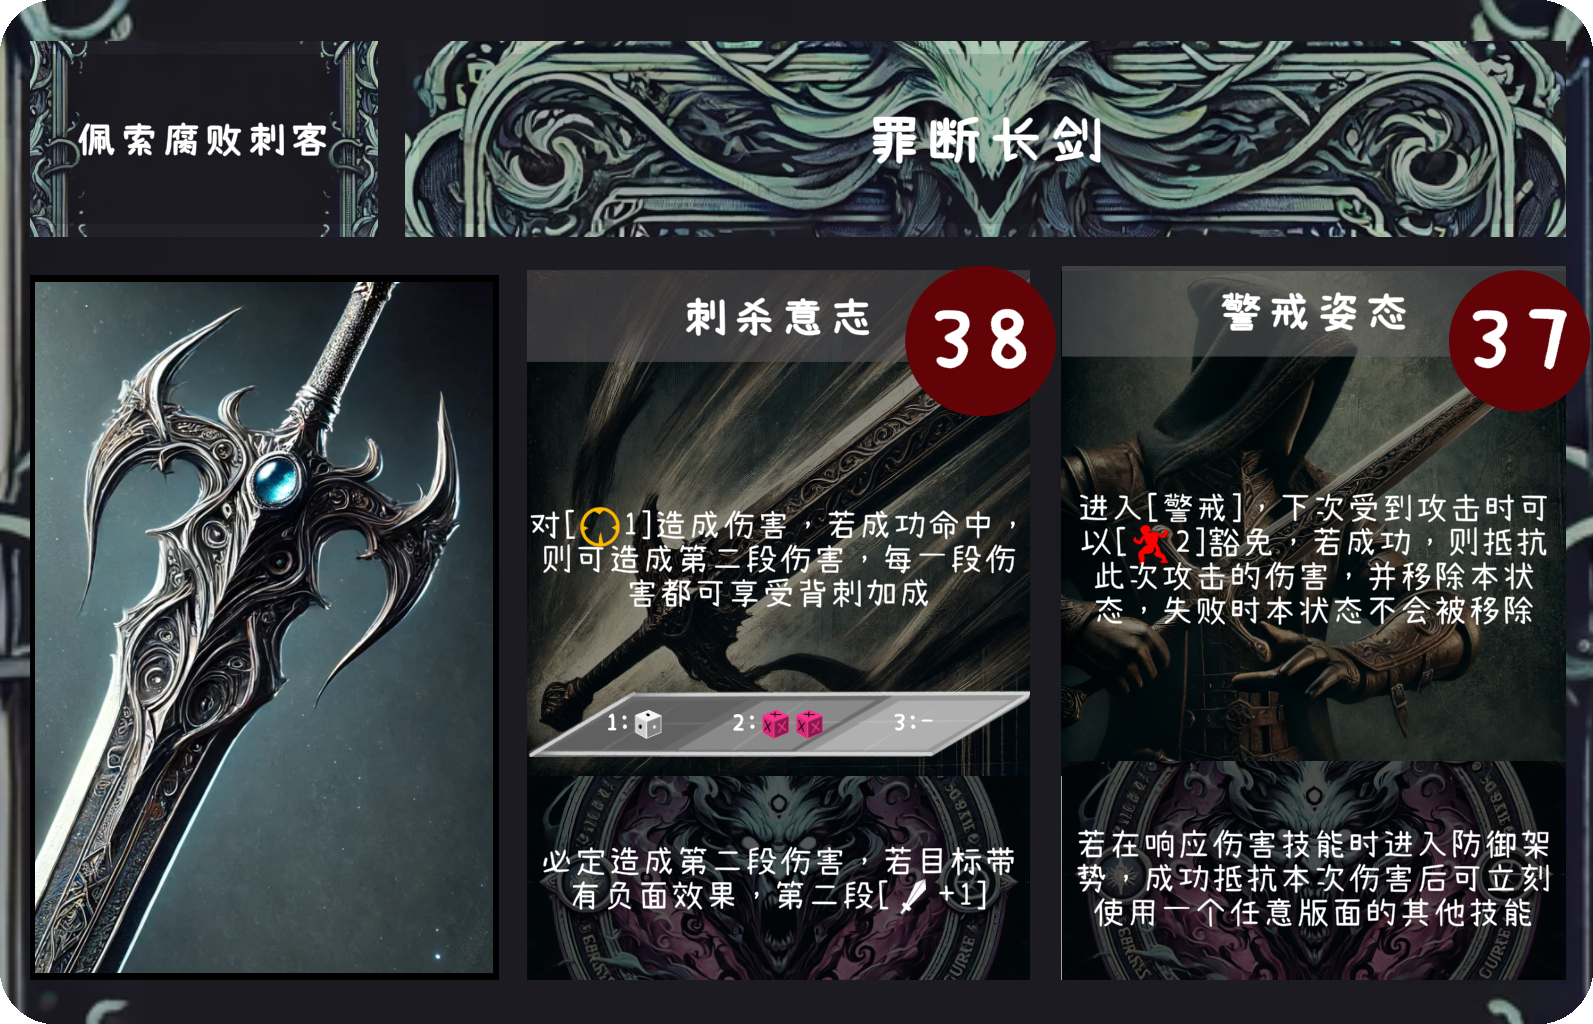 佩索腐败刺客
罪断长剑
刺杀意志
38
对[1]造成伤害，若成功命中，
则可造成第二段伤害，每一段伤
害都可享受背刺加成
1: 2: 3:-
必定造成第二段伤害，若目标带
有负面效果，第二段[+1]
警戒姿态
37
进入[警戒]，下次受到攻击时可
以[2]豁免，若成功，则抵抗
此次攻击的伤害，并移除本状
态，失败时本状态不会被移除
若在响应伤害技能时进入防御架
势，成功抵抗本次伤害后可立刻
使用一个任意版面的其他技能